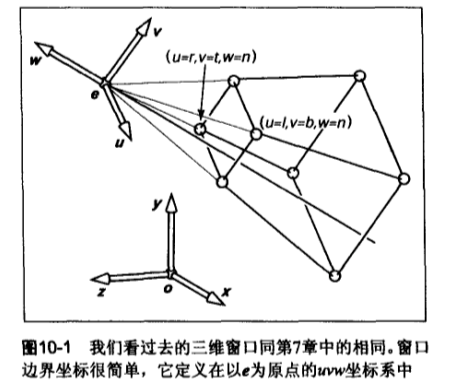 v
w
(u=r,v=t,w=n)
e
(u=l,v=b,w=n)
u
y
z
o
x
图10-1 我们看过去的三维窗口同第7章中的相同。窗口
边界坐标很简单，它定义在以e为原点的uvw坐标系中